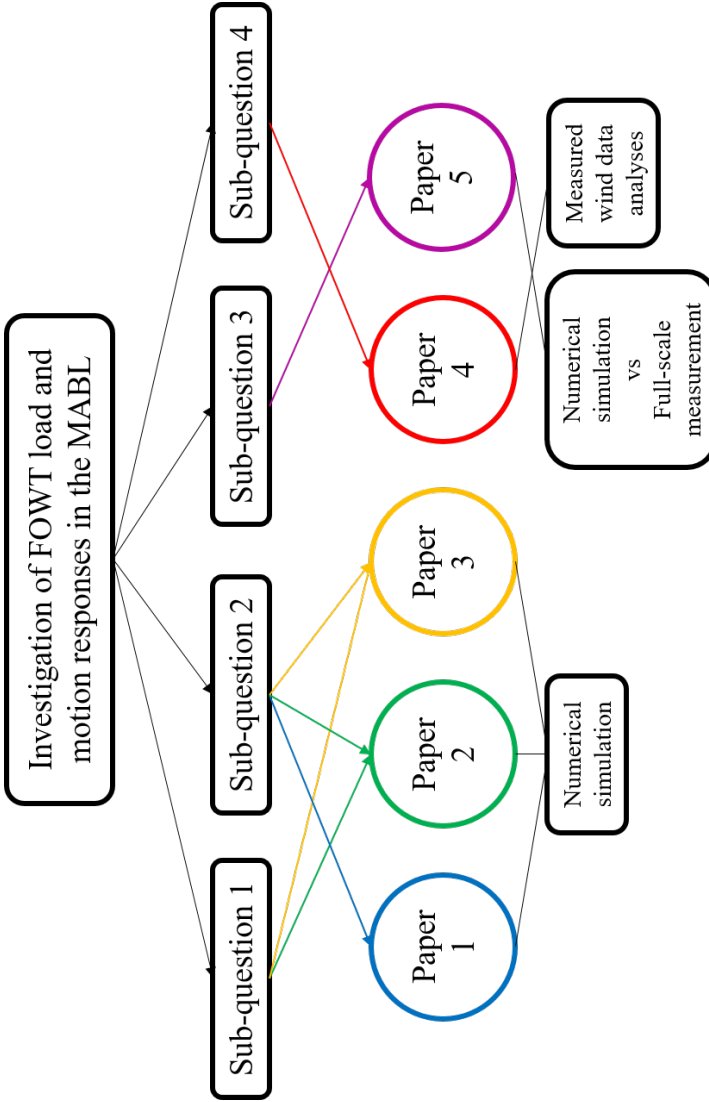 Investigation of FOWT load and
motion responses in the MABL
Sub-question 1
Sub-question 2
Sub-question 3
Sub-question 4
Paper
1
Paper
2
Paper
3
Paper
4
Paper
5
Numerical
simulation
Numerical
simulation
vs
Full-scale
measurement
Measured
wind data
analyses